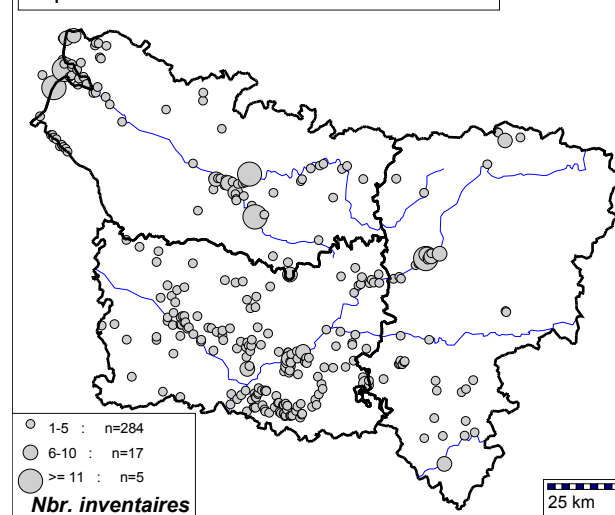 1-5 : n=284
6-10 : n=17
>= 11 : n=5
Nbr. inventaires
25 km